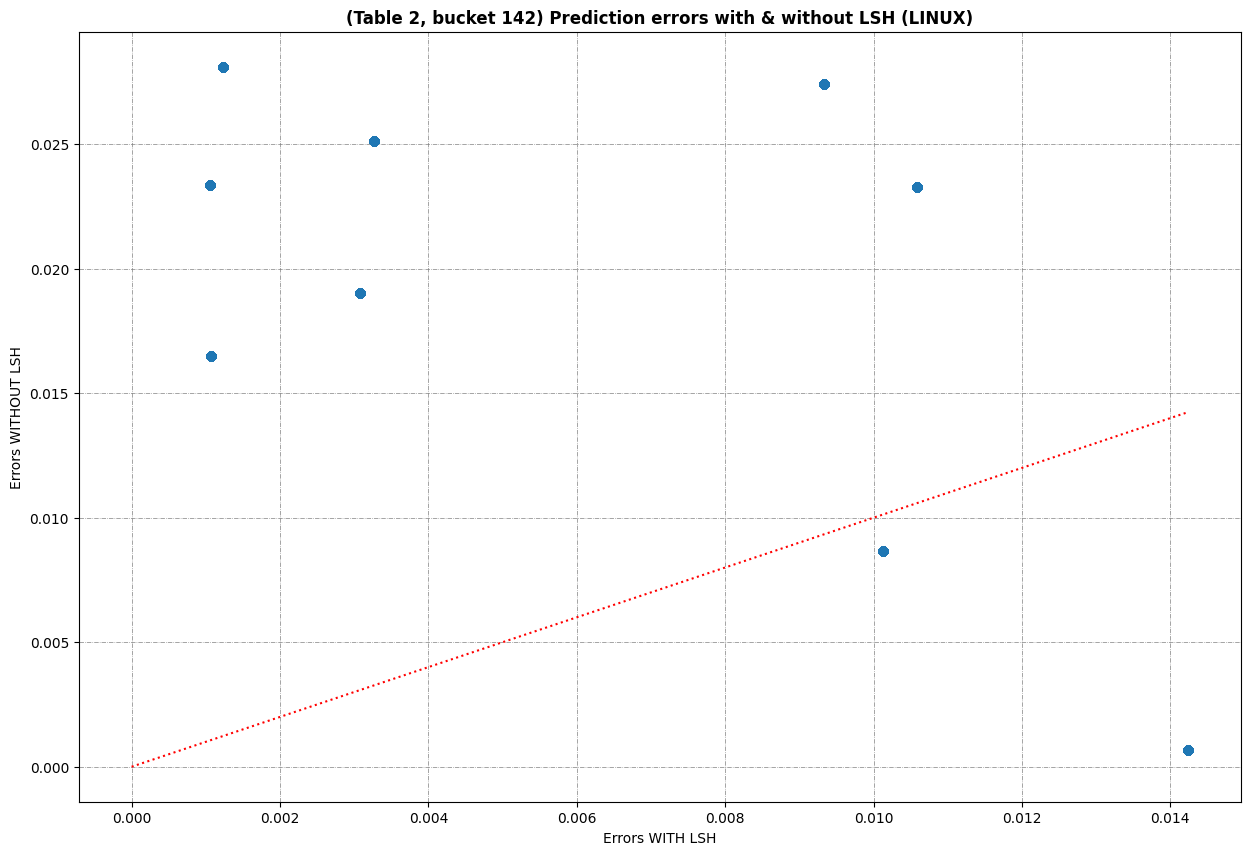 (Table 2, bucket 142) Prediction errors with & without LSH (LINUX)
Errors WITHOUT LSH
0.025
0.020
0.015
0.010
0.005
0.000
0.000 0.002 0.004 0.006 0.008 0.010 0.012 0.014
Errors WITH LSH